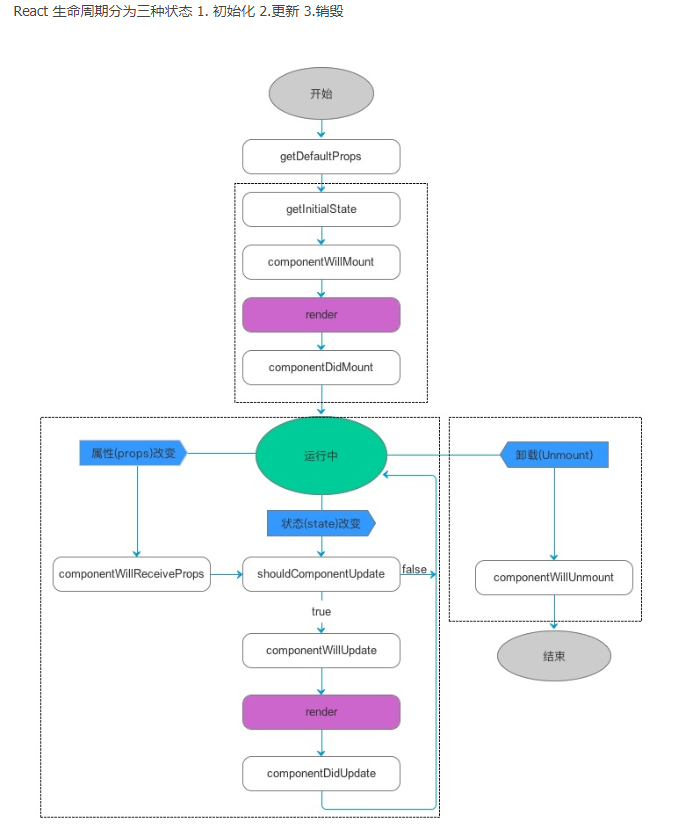 React 生命周期分为三种状态 1. 初始化 2.更新 3.销毁
开始
getDefaultProps
getInitialState
componentWillMount
render
componentDidMount
运行中
属性(props)改变
卸载(Unmount)
状态(state)改变
componentWillReceiveProps
shouldComponentUpdate
false
componentWillUnmount
true
componentWillUpdate
结束
render
componentDidUpdate